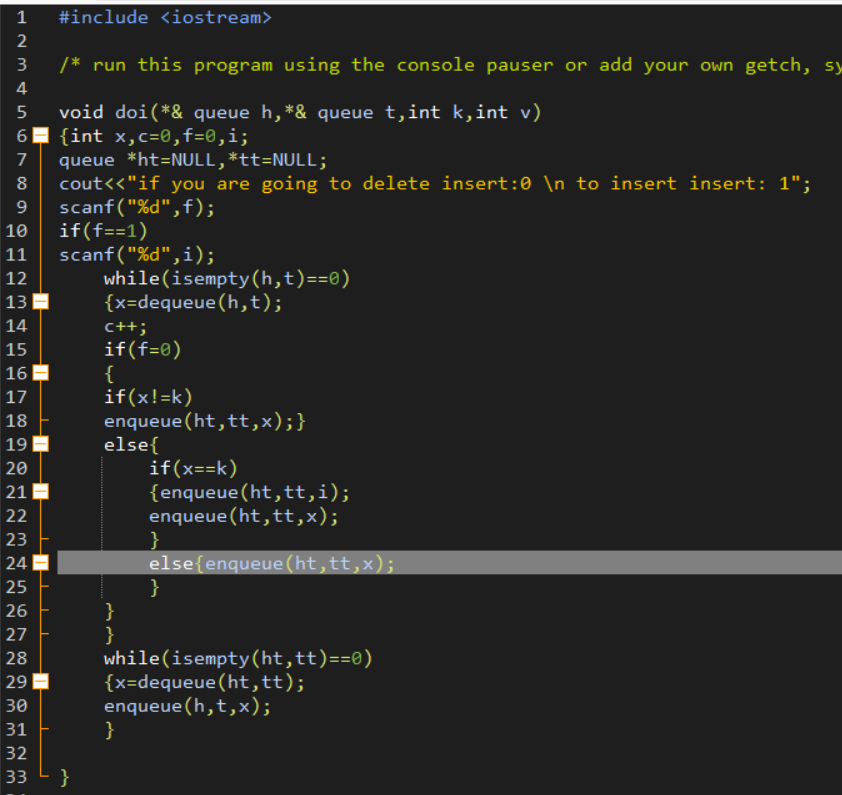 1 #include <iostream>
2
3 /* run this program using the console pauser or add your own getch, sy
4
5 void doi(*& queue h,*& queue t,int k,int v)
6 {int x,c=0,f=0,i;
7 queue *ht=NULL,*tt=NULL;
8 cout<<"if you are going to delete insert:0 \n to insert insert: 1";
9 scanf("%d",f);
10 if(f==1)
11 scanf("%d",i);
12 while(isempty(h,t)==0)
13 {x=dequeue(h,t);
14 c++;
15 if(f=0)
16 {
17 if(x!=k)
18 enqueue(ht,tt,x);}
19 else{
20 if(x==k)
21 {enqueue(ht,tt,i);
22 enqueue(ht,tt,x);
23 }
24 else{enqueue(ht,tt,x);
25 }
26 }
27 }
28 while(isempty(ht,tt)==0)
29 {x=dequeue(ht,tt);
30 enqueue(h,t,x);
31 }
32
33 }